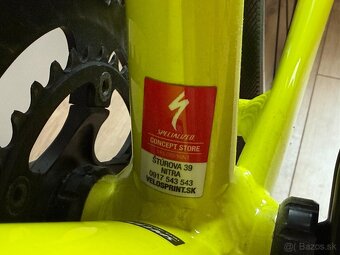 SPECIALIZED
CONCEPT STORE
ŠTÚROVA 39
NITRA
0917 543 543
VELOSPRINT.SK
© Bazos.sk